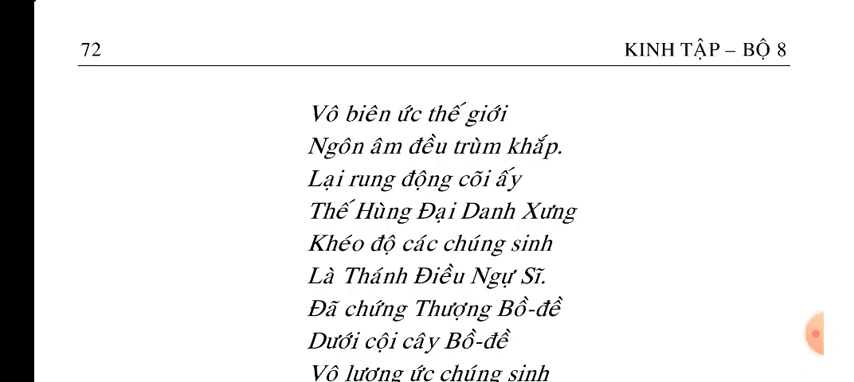 72 KINH TẬP – BỘ 8
Vô biên ức thế giới
Ngôn âm đều trùm khắp.
Lại rung động cõi ấy
Thế Hùng Đại Danh Xưng
Khéo độ các chúng sinh
Là Thánh Điều Ngự Sĩ.
Đã chứng Thượng Bồ-đề
Dưới cội cây Bồ-đề
Vô lượng ức chúng sinh